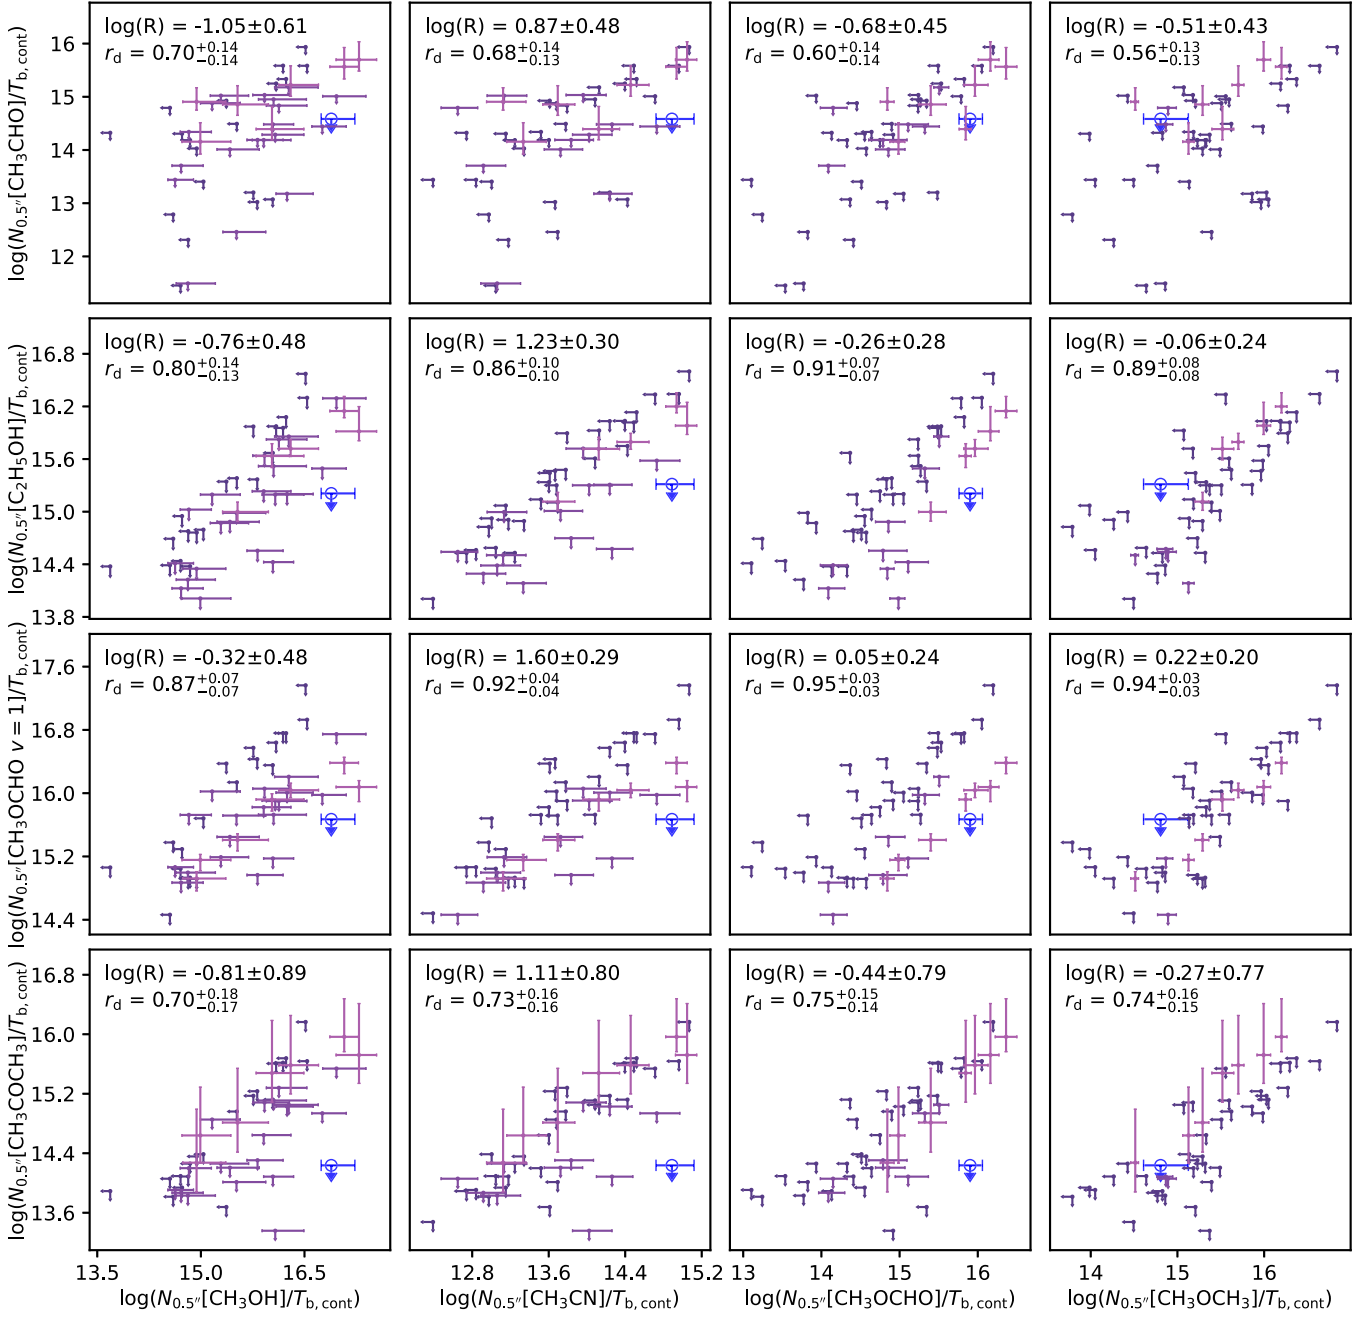 log(R) = -1.05±0.61
r_d = 0.70^{+0.14}_{-0.14}
log(R) = 0.87±0.48
r_d = 0.68^{+0.14}_{-0.13}
log(R) = -0.68±0.45
r_d = 0.60^{+0.14}_{-0.14}
log(R) = -0.51±0.43
r_d = 0.56^{+0.13}_{-0.13}
16
15
14
13
12
log(N_{0.5″}[CH_3CHO]/T_{b,cont})
log(R) = -0.76±0.48
r_d = 0.80^{+0.14}_{-0.13}
log(R) = 1.23±0.30
r_d = 0.86^{+0.10}_{-0.10}
log(R) = -0.26±0.28
r_d = 0.91^{+0.07}_{-0.07}
log(R) = -0.06±0.24
r_d = 0.89^{+0.08}_{-0.08}
16.8
16.2
15.6
15.0
14.4
13.8
log(N_{0.5″}[C_2H_5OH]/T_{b,cont})
log(R) = -0.32±0.48
r_d = 0.87^{+0.07}_{-0.07}
log(R) = 1.60±0.29
r_d = 0.92^{+0.04}_{-0.04}
log(R) = 0.05±0.24
r_d = 0.95^{+0.03}_{-0.03}
log(R) = 0.22±0.20
r_d = 0.94^{+0.03}_{-0.03}
17.6
16.8
16.0
15.2
14.4
log(N_{0.5″}[CH_3OCHO v = 1]/T_{b,cont})
log(R) = -0.81±0.89
r_d = 0.70^{+0.18}_{-0.17}
log(R) = 1.11±0.80
r_d = 0.73^{+0.16}_{-0.16}
log(R) = -0.44±0.79
r_d = 0.75^{+0.15}_{-0.14}
log(R) = -0.27±0.77
r_d = 0.74^{+0.16}_{-0.15}
16.8
16.0
15.2
14.4
13.6
log(N_{0.5″}[CH_3COCH_3]/T_{b,cont})
13.5 15.0 16.5
12.8 13.6 14.4 15.2
13 14 15 16
14 15 16
log(N_{0.5″}[CH_3OH]/T_{b,cont})
log(N_{0.5″}[CH_3CN]/T_{b,cont})
log(N_{0.5″}[CH_3OCHO]/T_{b,cont})
log(N_{0.5″}[CH_3OCH_3]/T_{b,cont})